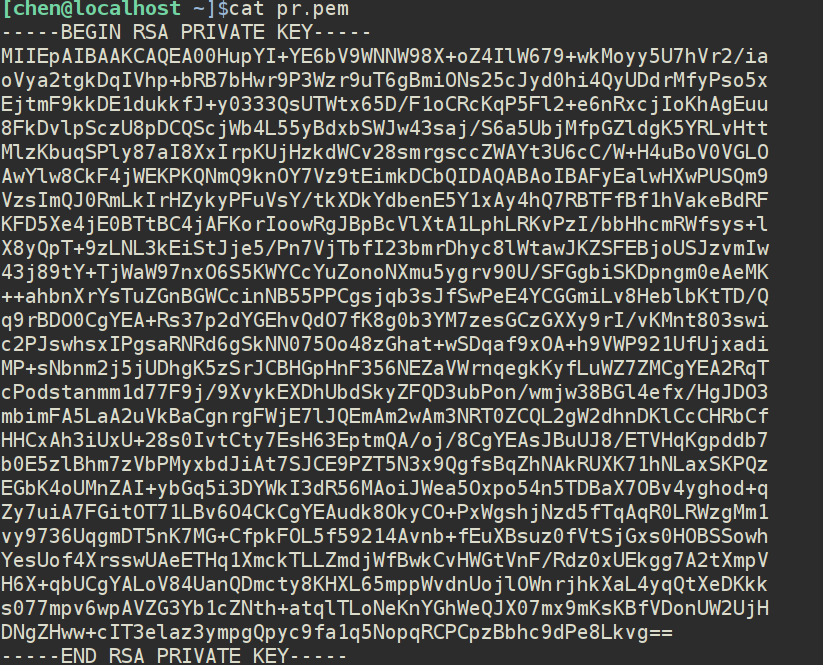 [chen@localhost ~]$cat pr.pem
-----BEGIN RSA PRIVATE KEY-----
MIIEpAIBAAKCAQEA00HupYI+YE6bV9WNNW98X+oZ4IlW679+wkMoyy5U7hVr2/ia
oVya2tgkDqIVhp+bRB7bHwr9P3Wzr9uT6gBmiONs25cJyd0hi4QyUDdrMfyPso5x
EjtmF9kkDE1dukkfJ+y0333QsUTWtx65D/F1oCRcKqP5Fl2+e6nRxcjIoKhAgEuu
8FkDvlpSczU8pDCQScjWb4L55yBdxbSWJw43saj/S6a5UbjMfpGZldgK5YRLvHtt
MlzKbuqSPly87aI8XxIrpKUjHzkdWCv28smrgsccZWAYt3U6cC/W+H4uBoV0VGLO
AwYlw8CkF4jWEKPKQNmQ9knOY7Vz9tEimkDCbQIDAQABAoIBAFyEalwHXwPUSQm9
VzsImQJ0RmLkIrHZykyPFuVsY/tkXDkYdbenE5Y1xAy4hQ7RBTFfBf1hVakeBdRF
KFD5Xe4jE0BTtBC4jAFKorIoowRgJBpBcVlXtA1LphLRKvPzI/bbHhcmRWfsys+l
X8yQpT+9zLNL3kEiStJje5/Pn7VjTbfI23bmrDhyc8lWtawJKZSFEBjoUSJzvmIw
43j89tY+TjWaW97nxO6S5KWYCcYuZonoNXmu5ygrv90U/SFGgbiSKDpngm0eAeMK
++ahbnXrYsTuZGnBGWCcinNB55PPCgsjqb3sJfSwPeE4YCGGmiLv8HeblbKtTD/Q
q9rBDO0CgYEA+Rs37p2dYGEhvQdO7fK8g0b3YM7zesGCzGXXy9rI/vKMnt803swi
c2PJswhsxIPgsaRNRd6gSkNN075Oo48zGhat+wSDqaf9xOA+h9VWP921UfUjxadi
MP+sNbnm2j5jUDhgK5zSrJCBHGpHnF356NEZaVWrnqegkKyfLuWZ7ZMCgYEA2RqT
cPodstanmm1d77F9j/9XvykEXDhUbdSkyZFQD3ubPon/wmjw38BGl4efx/HgJDO3
mbimFA5LaA2uVkBaCgnrgFWjE7lJQEmAm2wAm3NRT0ZCQL2gW2dhnDKlCcCHRbCf
HHCxAh3iUxU+28s0IvtCty7EsH63EptmQA/oj/8CgYEAsJBuUJ8/ETVHqKgpddb7
b0E5zlBhm7zVbPMyxbdJiAt7SJCE9PZT5N3x9QgfsBqZhNAkRUXK71hNLaxSKPQz
EGbK4oUMnZAI+ybGq5i3DYWkI3dR56MAoiJWea5Oxpo54n5TDBaX7OBv4yghod+q
Zy7uiA7FGitOT71LBv6O4CkCgYEAudk8OkyCO+PxWgshjNzd5fTqAqR0LRWzgMm1
vy9736UqgmDT5nK7MG+CfpkFOL5f59214Avnb+fEuXBsuz0fVtSjGxs0HOBSSowh
YesUof4XrsswUAeETHq1XmckTLLZmdjWfBwkCvHWGtVnF/Rdz0xUEkgg7A2tXmpV
H6X+qbUCgYALoV84UanQDmcty8KHXL65mppWvdnUojlOWnrjhkXaL4yqQtXeDKkk
s077mpv6wpAVZG3Yb1cZNth+atqlTLoNeKnYGhWeQJX07mx9mKsKBfVDonUW2UjH
DNgZHww+cIT3elaz3ympgQpyc9fa1q5NopqRCPCpzBbhc9dPe8Lkvg==
-----END RSA PRIVATE KEY-----